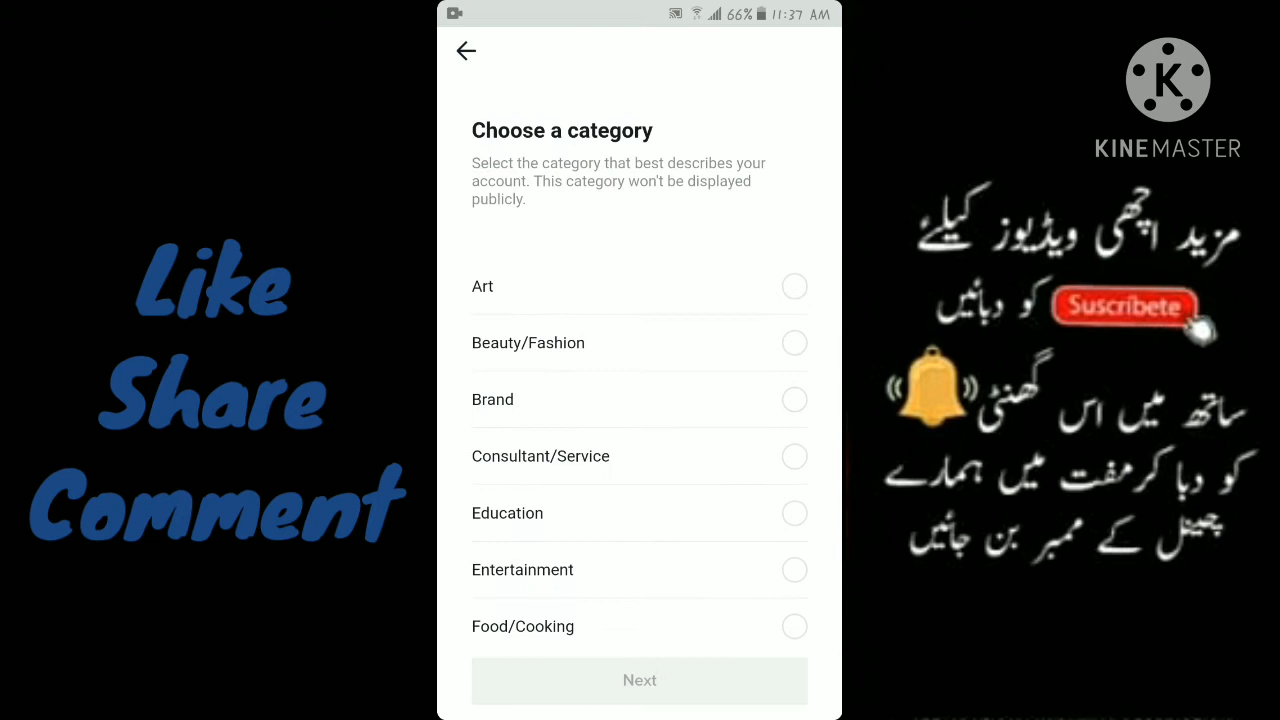 66% 11:37 AM
Choose a category
Select the category that best describes your
account. This category won't be displayed
publicly.
Art
Beauty/Fashion
Brand
Consultant/Service
Education
Entertainment
Food/Cooking
Next
Like
Share
Comment
K
KINEMASTER
مزید اچھی ویڈیوز کیلئے
Suscríbete کو دبائیں
ساتھ میں اس گھنٹی
کو دبا کر مفت میں ہمارے
چینل کے ممبر بن جائیں